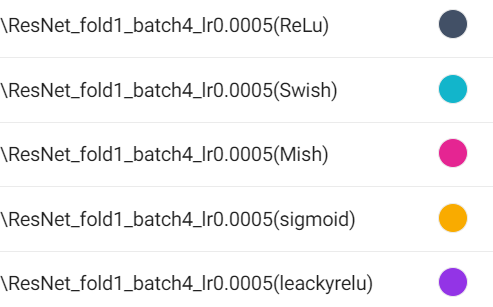 \ResNet_fold1_batch4_lr0.0005(ReLu)
\ResNet_fold1_batch4_lr0.0005(Swish)
\ResNet_fold1_batch4_lr0.0005(Mish)
\ResNet_fold1_batch4_lr0.0005(sigmoid)
\ResNet_fold1_batch4_lr0.0005(leackyrelu)